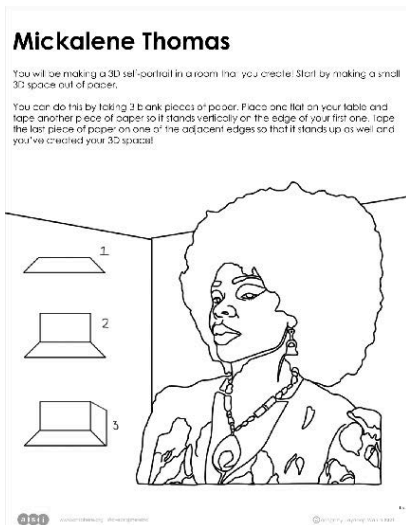 Mickalene Thomas
You will be making a 3D self-portrait in a room that you create! Start by making a small
3D space out of paper.
You can do this by taking 3 blank pieces of paper. Place one flat on your table and
tape another piece of paper so it stands vertically on the edge of your first one. Tape
the last piece of paper on one of the adjacent edges so that it stands up as well and
you've created your 3D space!
1
2
3